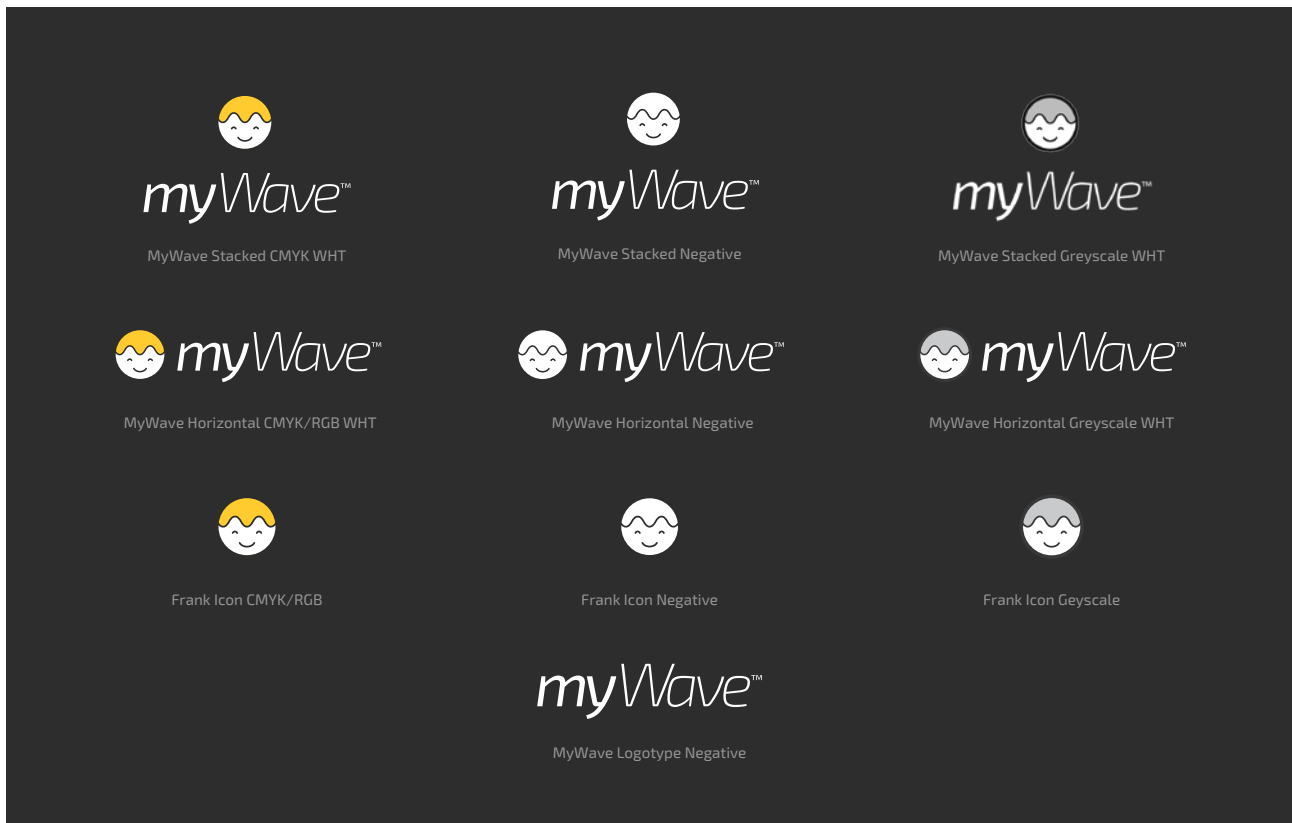 myWave™ myWave™ myWave™
MyWave Stacked CMYK WHT MyWave Stacked Negative MyWave Stacked Greyscale WHT
myWave™ myWave™ myWave™
MyWave Horizontal CMYK/RGB WHT MyWave Horizontal Negative MyWave Horizontal Greyscale WHT
Frank Icon CMYK/RGB Frank Icon Negative Frank Icon Geyscale
myWave™
MyWave Logotype Negative